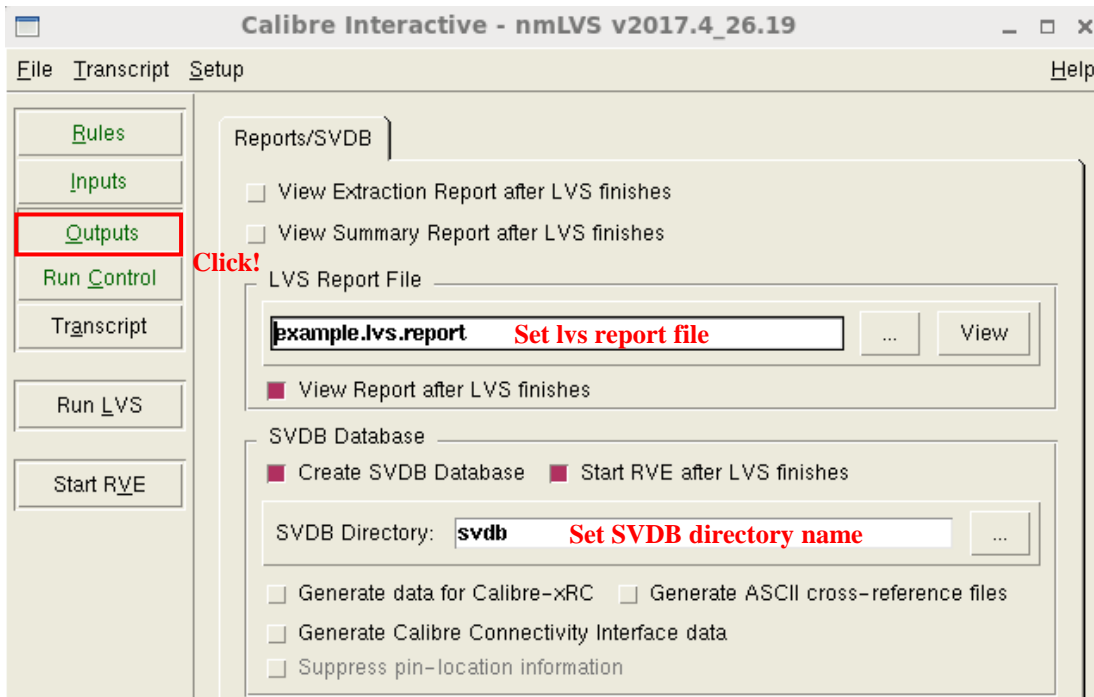 Calibre Interactive - nmLVS v2017.4_26.19
File Transcript Setup Help
Rules
Inputs
Outputs
Click!
Run Control
Transcript
Run LVS
Start RVE
Reports/SVDB
View Extraction Report after LVS finishes
View Summary Report after LVS finishes
LVS Report File
example.lvs.report Set lvs report file ... View
View Report after LVS finishes
SVDB Database
Create SVDB Database Start RVE after LVS finishes
SVDB Directory: svdb Set SVDB directory name ...
Generate data for Calibre-xRC Generate ASCII cross-reference files
Generate Calibre Connectivity Interface data
Suppress pin-location information